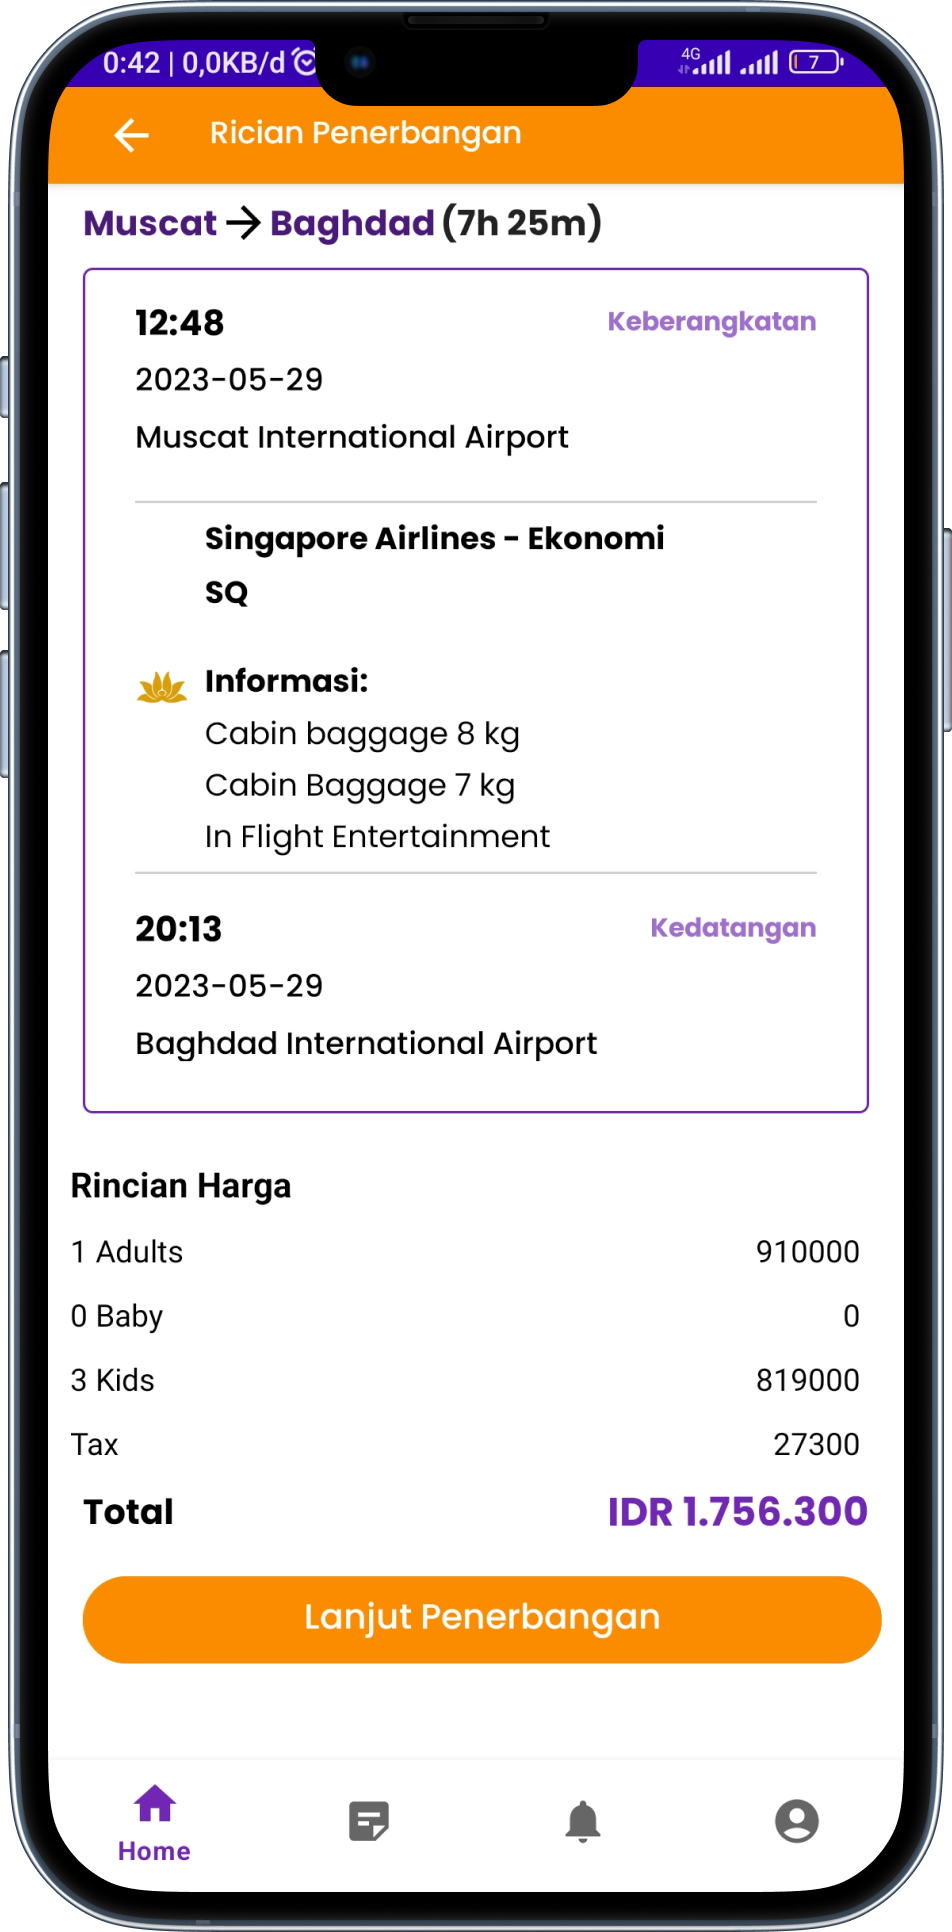 0:42 | 0,0KB/d 4G 7
Rician Penerbangan
Muscat → Baghdad (7h 25m)
12:48 Keberangkatan
2023-05-29
Muscat International Airport
Singapore Airlines - Ekonomi
SQ
Informasi:
Cabin baggage 8 kg
Cabin Baggage 7 kg
In Flight Entertainment
20:13 Kedatangan
2023-05-29
Baghdad International Airport
Rincian Harga
1 Adults 910000
0 Baby 0
3 Kids 819000
Tax 27300
Total IDR 1.756.300
Lanjut Penerbangan
Home